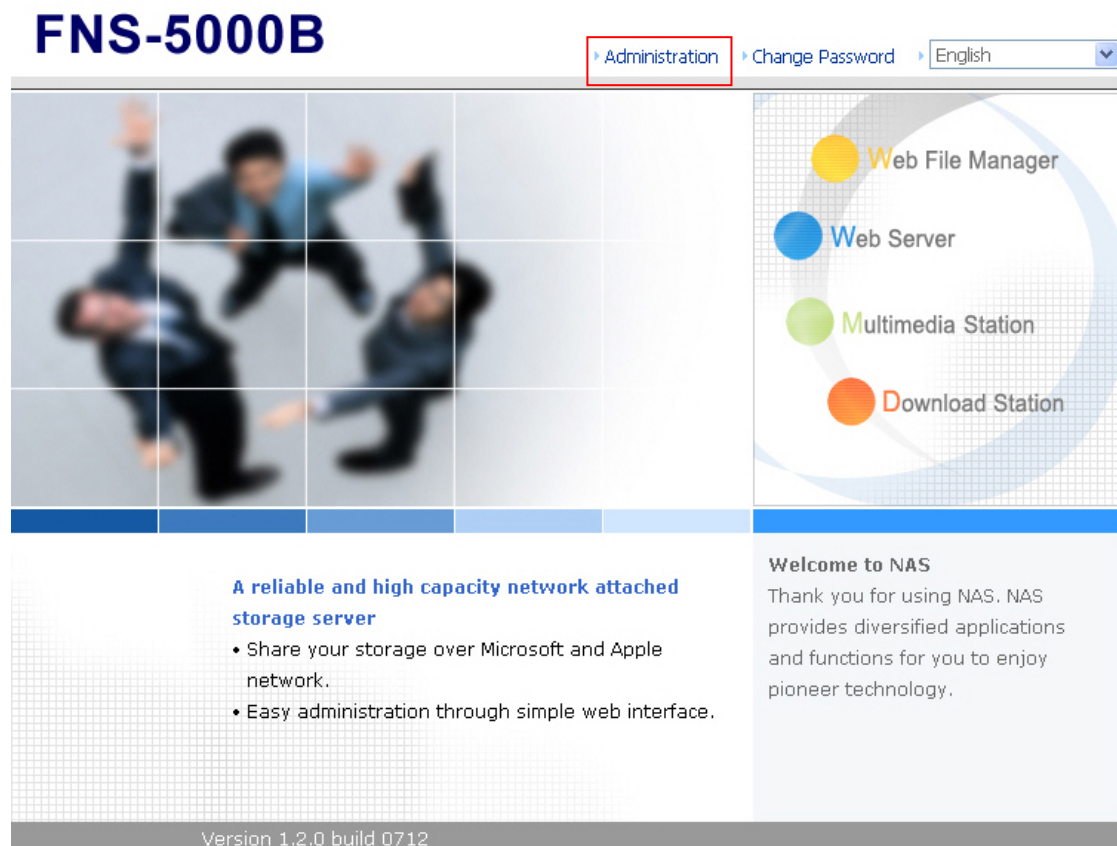 FNS-5000B
Administration
Change Password
English
Web File Manager
Web Server
Multimedia Station
Download Station
A reliable and high capacity network attached
storage server
• Share your storage over Microsoft and Apple
network.
• Easy administration through simple web interface.
Welcome to NAS
Thank you for using NAS. NAS
provides diversified applications
and functions for you to enjoy
pioneer technology.
Version 1.2.0 build 0712